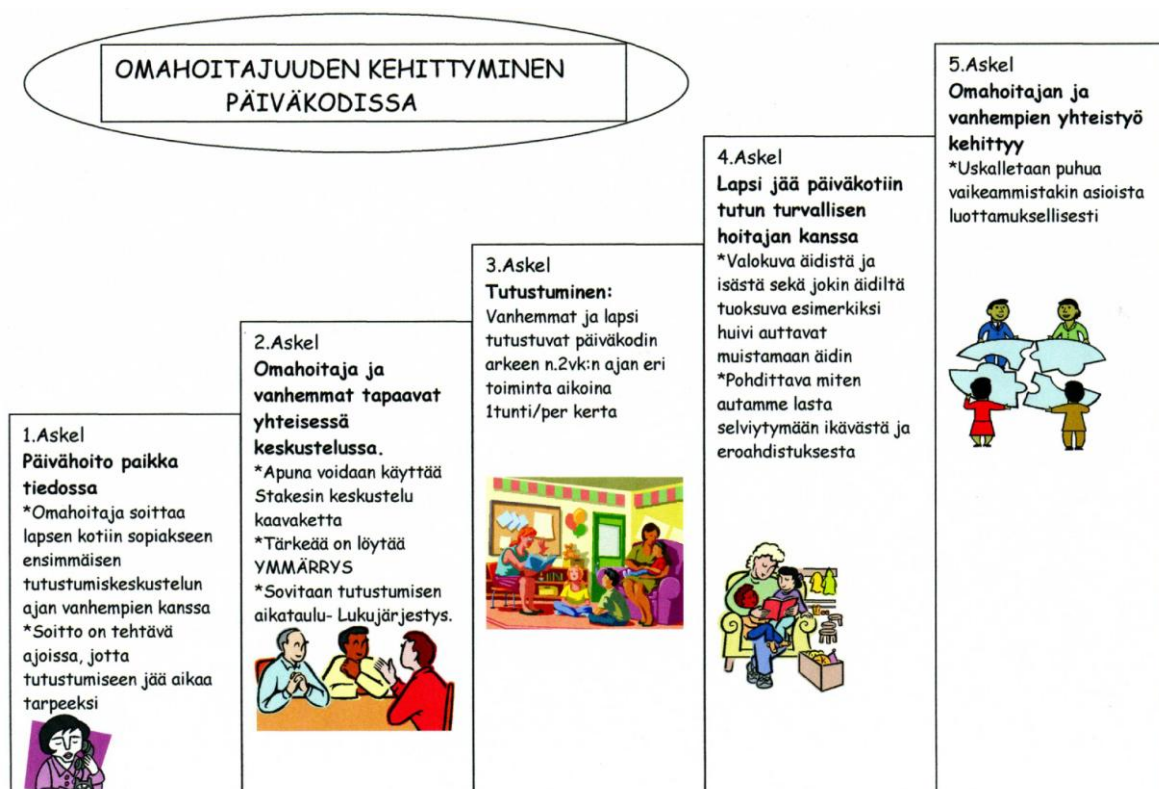 OMAHOITAJUUDEN KEHITTYMINEN
PÄIVÄKODISSA
1.Askel
Päivähoito paikka
tiedossa
*Omahoitaja soittaa
lapsen kotiin sopiakseen
ensimmäisen
tutustumiskeskustelun
ajan vanhempien kanssa
*Soitto on tehtävä
ajoissa, jotta
tutustumiseen jää aikaa
tarpeeksi
2.Askel
Omahoitaja ja
vanhemmat tapaavat
yhteisessä
keskustelussa.
*Apuna voidaan käyttää
Stakesin keskustelu
kaavaketta
*Tärkeää on löytää
YMMÄRRYS
*Sovitaan tutustumisen
aikataulu- Lukujärjestys.
3.Askel
Tutustuminen:
Vanhemmat ja lapsi
tutustuvat päiväkodin
arkeen n.2vk:n ajan eri
toiminta aikoina
1tunti/per kerta
4.Askel
Lapsi jää päiväkotiin
tutun turvallisen
hoitajan kanssa
*Valokuva äidistä ja
isästä sekä jokin äidiltä
tuoksuva esimerkiksi
huivi auttavat
muistamaan äidin
*Pohdittava miten
autamme lasta
selviytymään ikävästä ja
eroahdistuksesta
5.Askel
Omahoitajan ja
vanhempien yhteistyö
kehittyy
*Uskalletaan puhua
vaikeammistakin asioista
luottamuksellisesti